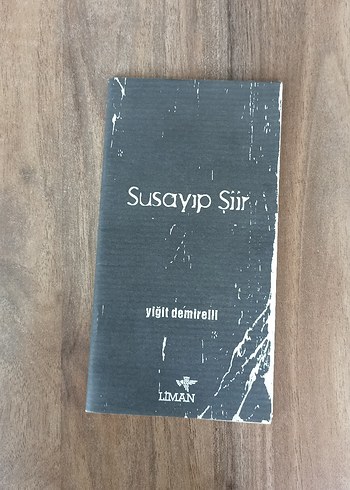 Susayıp Şiir
yiğit demirelli
LİMAN